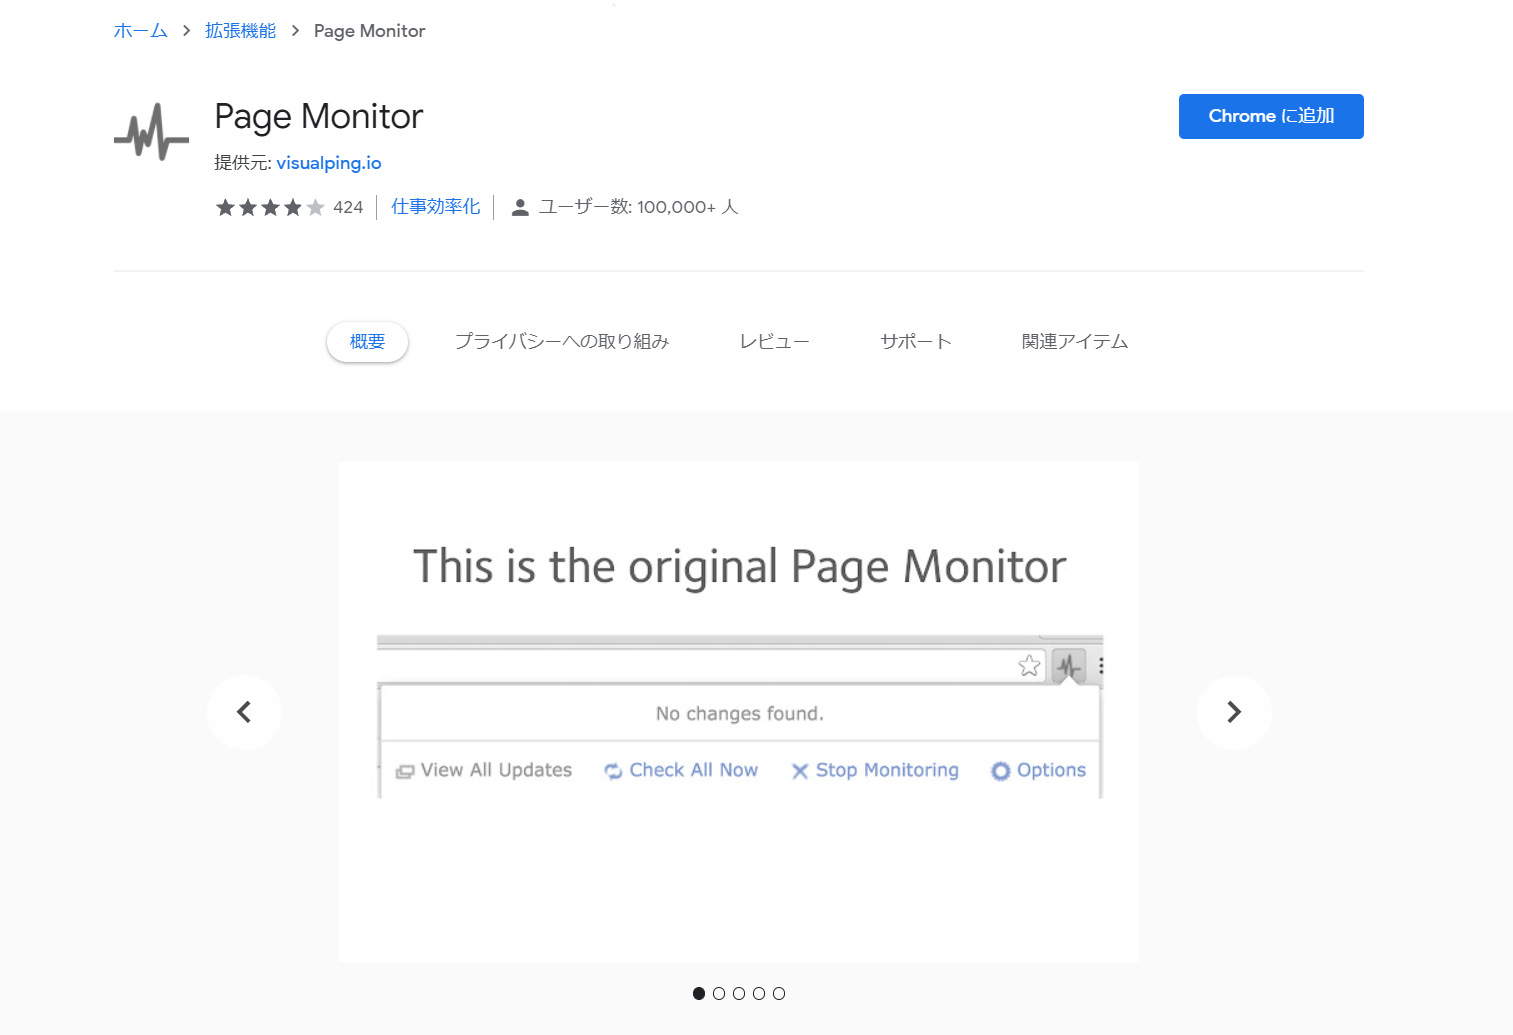 ホーム > 拡張機能 > Page Monitor
Page Monitor
Chrome に追加
提供元: visualping.io
424 仕事効率化 ユーザー数: 100,000+ 人
概要 プライバシーへの取り組み レビュー サポート 関連アイテム
This is the original Page Monitor
No changes found.
View All Updates Check All Now Stop Monitoring Options